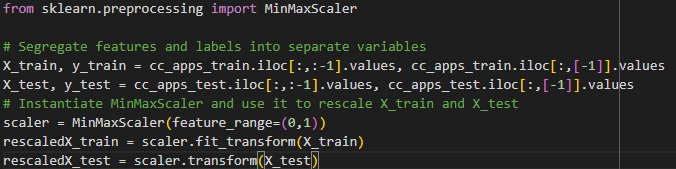 from sklearn.preprocessing import MinMaxScaler
# Segregate features and labels into separate variables
X_train, y_train = cc_apps_train.iloc[:,:-1].values, cc_apps_train.iloc[:,[-1]].values
X_test, y_test = cc_apps_test.iloc[:,:-1].values, cc_apps_test.iloc[:,[-1]].values
# Instantiate MinMaxScaler and use it to rescale X_train and X_test
scaler = MinMaxScaler(feature_range=(0,1))
rescaledX_train = scaler.fit_transform(X_train)
rescaledX_test = scaler.transform(X_test)